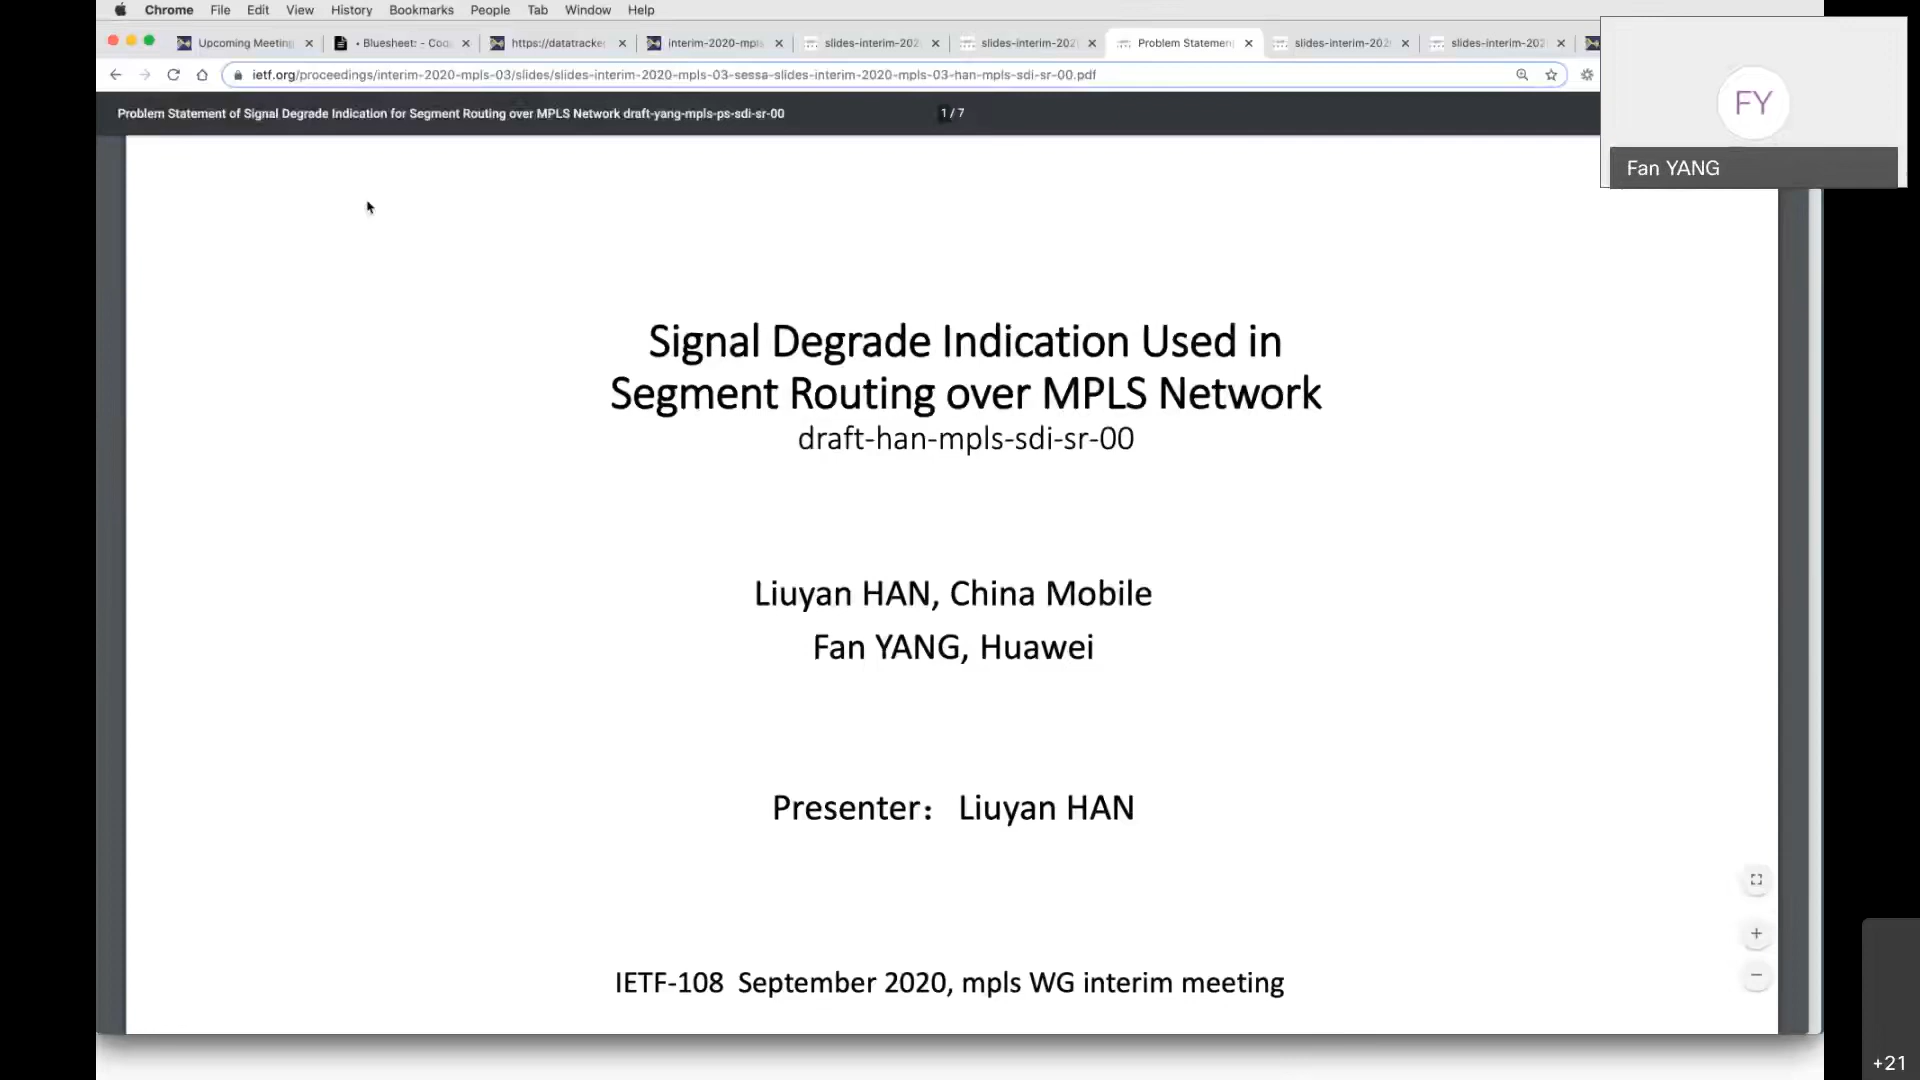 Chrome File Edit View History Bookmarks People Tab Window Help
Upcoming Meeting • Bluesheet: - Cod https://datatracke interim-2020-mpls slides-interim-202 slides-interim-202 Problem Statement slides-interim-202 slides-interim-202
ietf.org/proceedings/interim-2020-mpls-03/slides/slides-interim-2020-mpls-03-sessa-slides-interim-2020-mpls-03-han-mpls-sdi-sr-00.pdf
Problem Statement of Signal Degrade Indication for Segment Routing over MPLS Network draft-yang-mpls-ps-sdi-sr-00 1 / 7
FY
Fan YANG
Signal Degrade Indication Used in
Segment Routing over MPLS Network
draft-han-mpls-sdi-sr-00
Liuyan HAN, China Mobile
Fan YANG, Huawei
Presenter： Liuyan HAN
IETF-108 September 2020, mpls WG interim meeting
+21